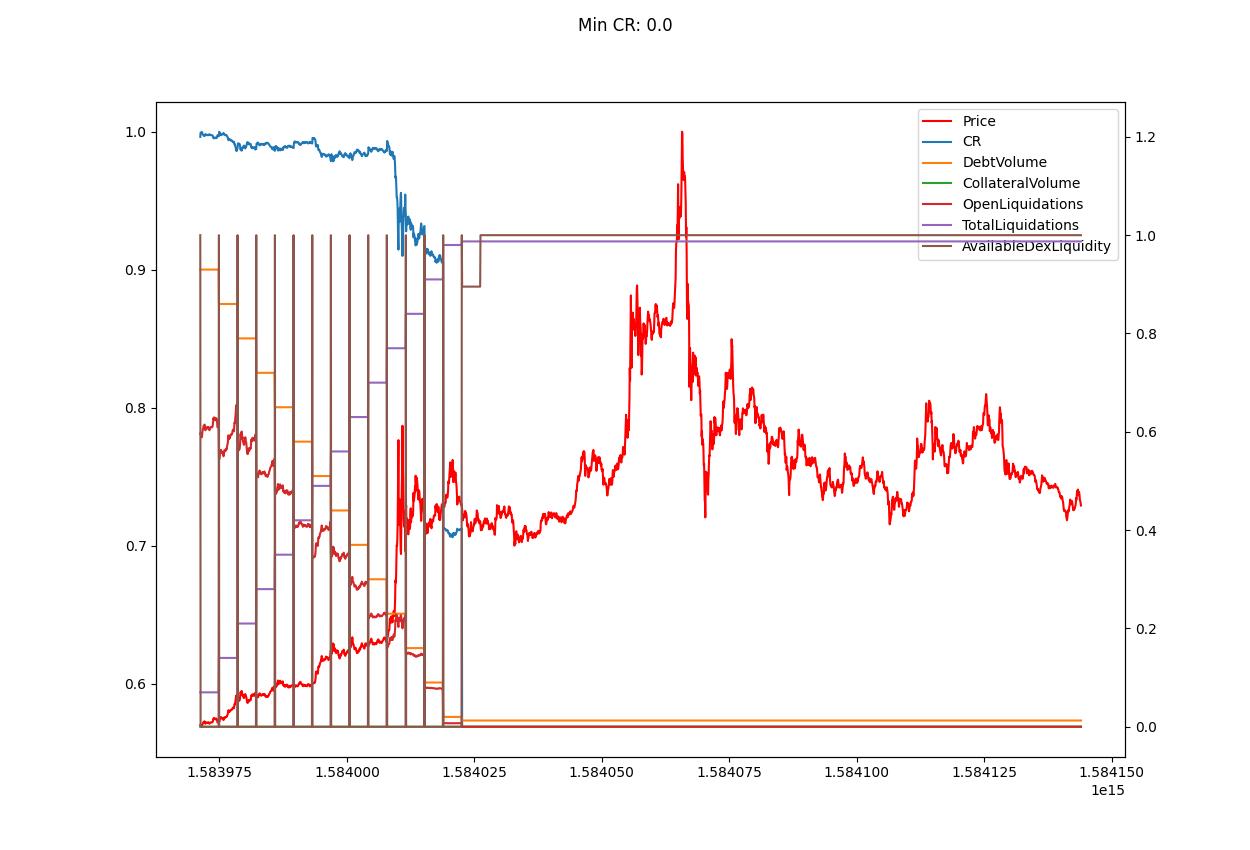 Min CR: 0.0
1.0
0.9
0.8
0.7
0.6
1.2
1.0
0.8
0.6
0.4
0.2
0.0
Price
CR
DebtVolume
CollateralVolume
OpenLiquidations
TotalLiquidations
AvailableDexLiquidity
1.583975
1.584000
1.584025
1.584050
1.584075
1.584100
1.584125
1.584150
1e15